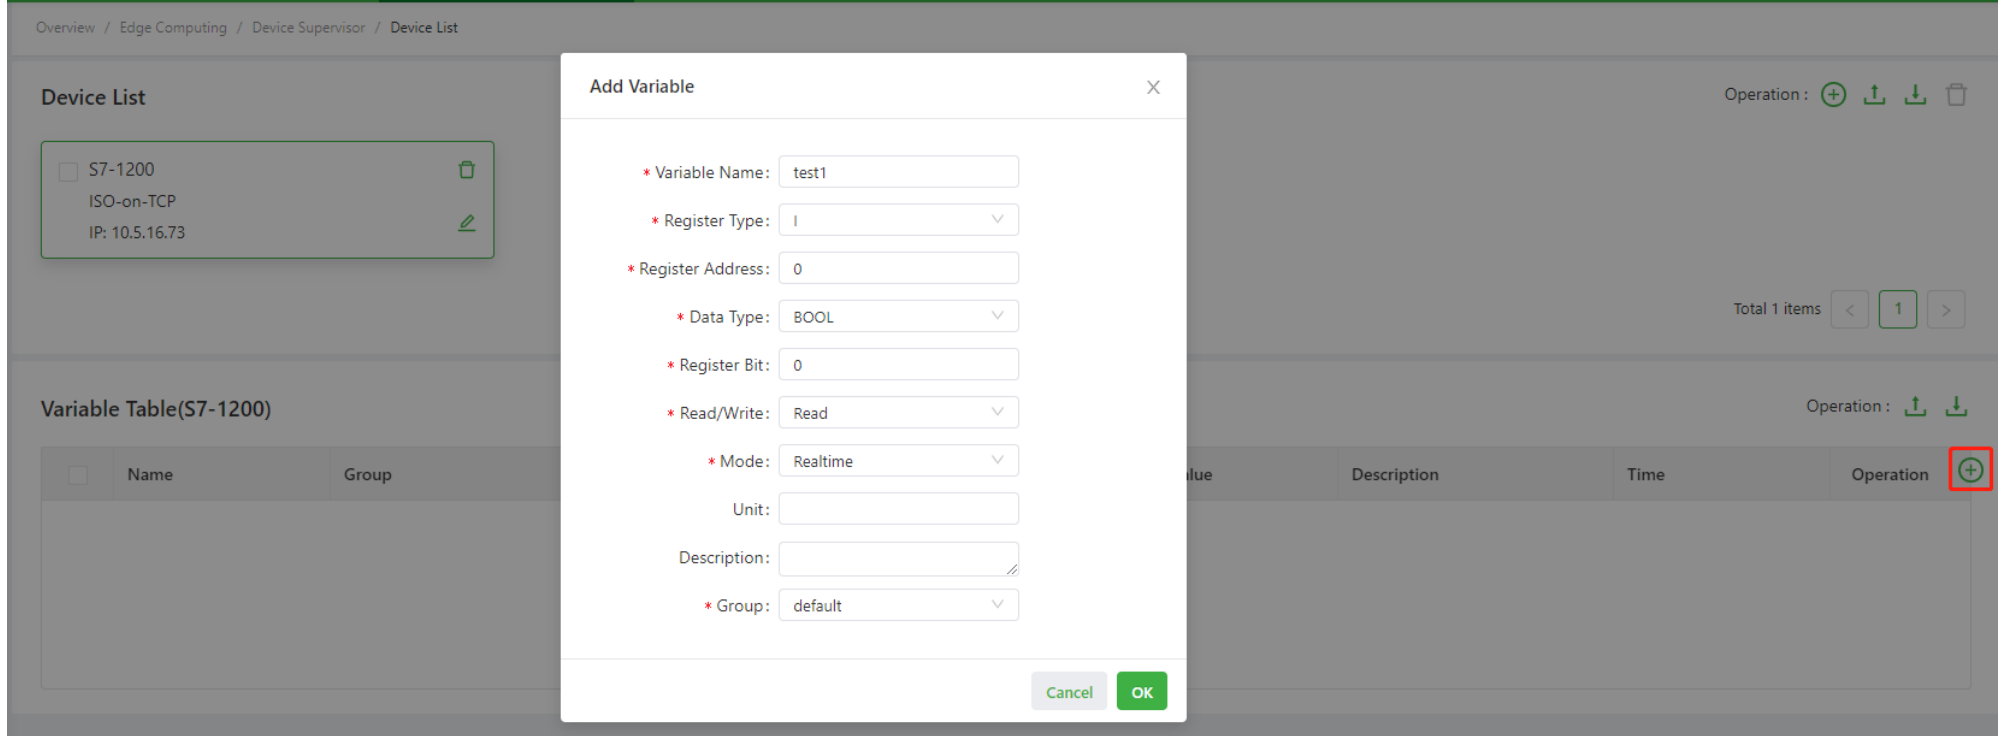 Overview / Edge Computing / Device Supervisor / Device List
Device List
Operation :
S7-1200
ISO-on-TCP
IP: 10.5.16.73
Total 1 items < 1 >
Variable Table(S7-1200)
Operation :
Name Group lue Description Time Operation
Add Variable
* Variable Name: test1
* Register Type: I
* Register Address: 0
* Data Type: BOOL
* Register Bit: 0
* Read/Write: Read
* Mode: Realtime
Unit:
Description:
* Group: default
Cancel OK